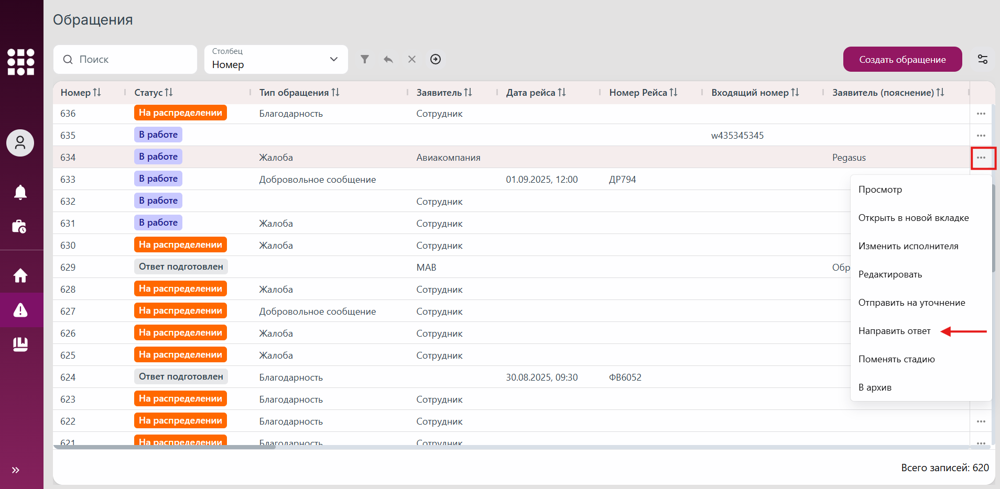 Обращения
Поиск
Столбец
Номер
Создать обращение
Номер Статус Тип обращения Заявитель Дата рейса Номер Рейса Входящий номер Заявитель (пояснение)
636 На распределении Благодарность Сотрудник
635 В работе w435345345
634 В работе Жалоба Авиакомпания Pegasus
633 В работе Добровольное сообщение 01.09.2025, 12:00 ДР794
632 В работе Сотрудник
631 В работе Жалоба Сотрудник
630 На распределении Жалоба Сотрудник
629 Ответ подготовлен МАВ Обр
628 На распределении Жалоба Сотрудник
627 На распределении Добровольное сообщение Сотрудник
626 На распределении Жалоба Сотрудник
625 На распределении Жалоба Сотрудник
624 Ответ подготовлен Благодарность 30.08.2025, 09:30 ФВ6052
623 На распределении Благодарность Сотрудник
622 На распределении Благодарность Сотрудник
621 На распределении Благодарность Сотрудник
Просмотр
Открыть в новой вкладке
Изменить исполнителя
Редактировать
Отправить на уточнение
Направить ответ
Поменять стадию
В архив
Всего записей: 620